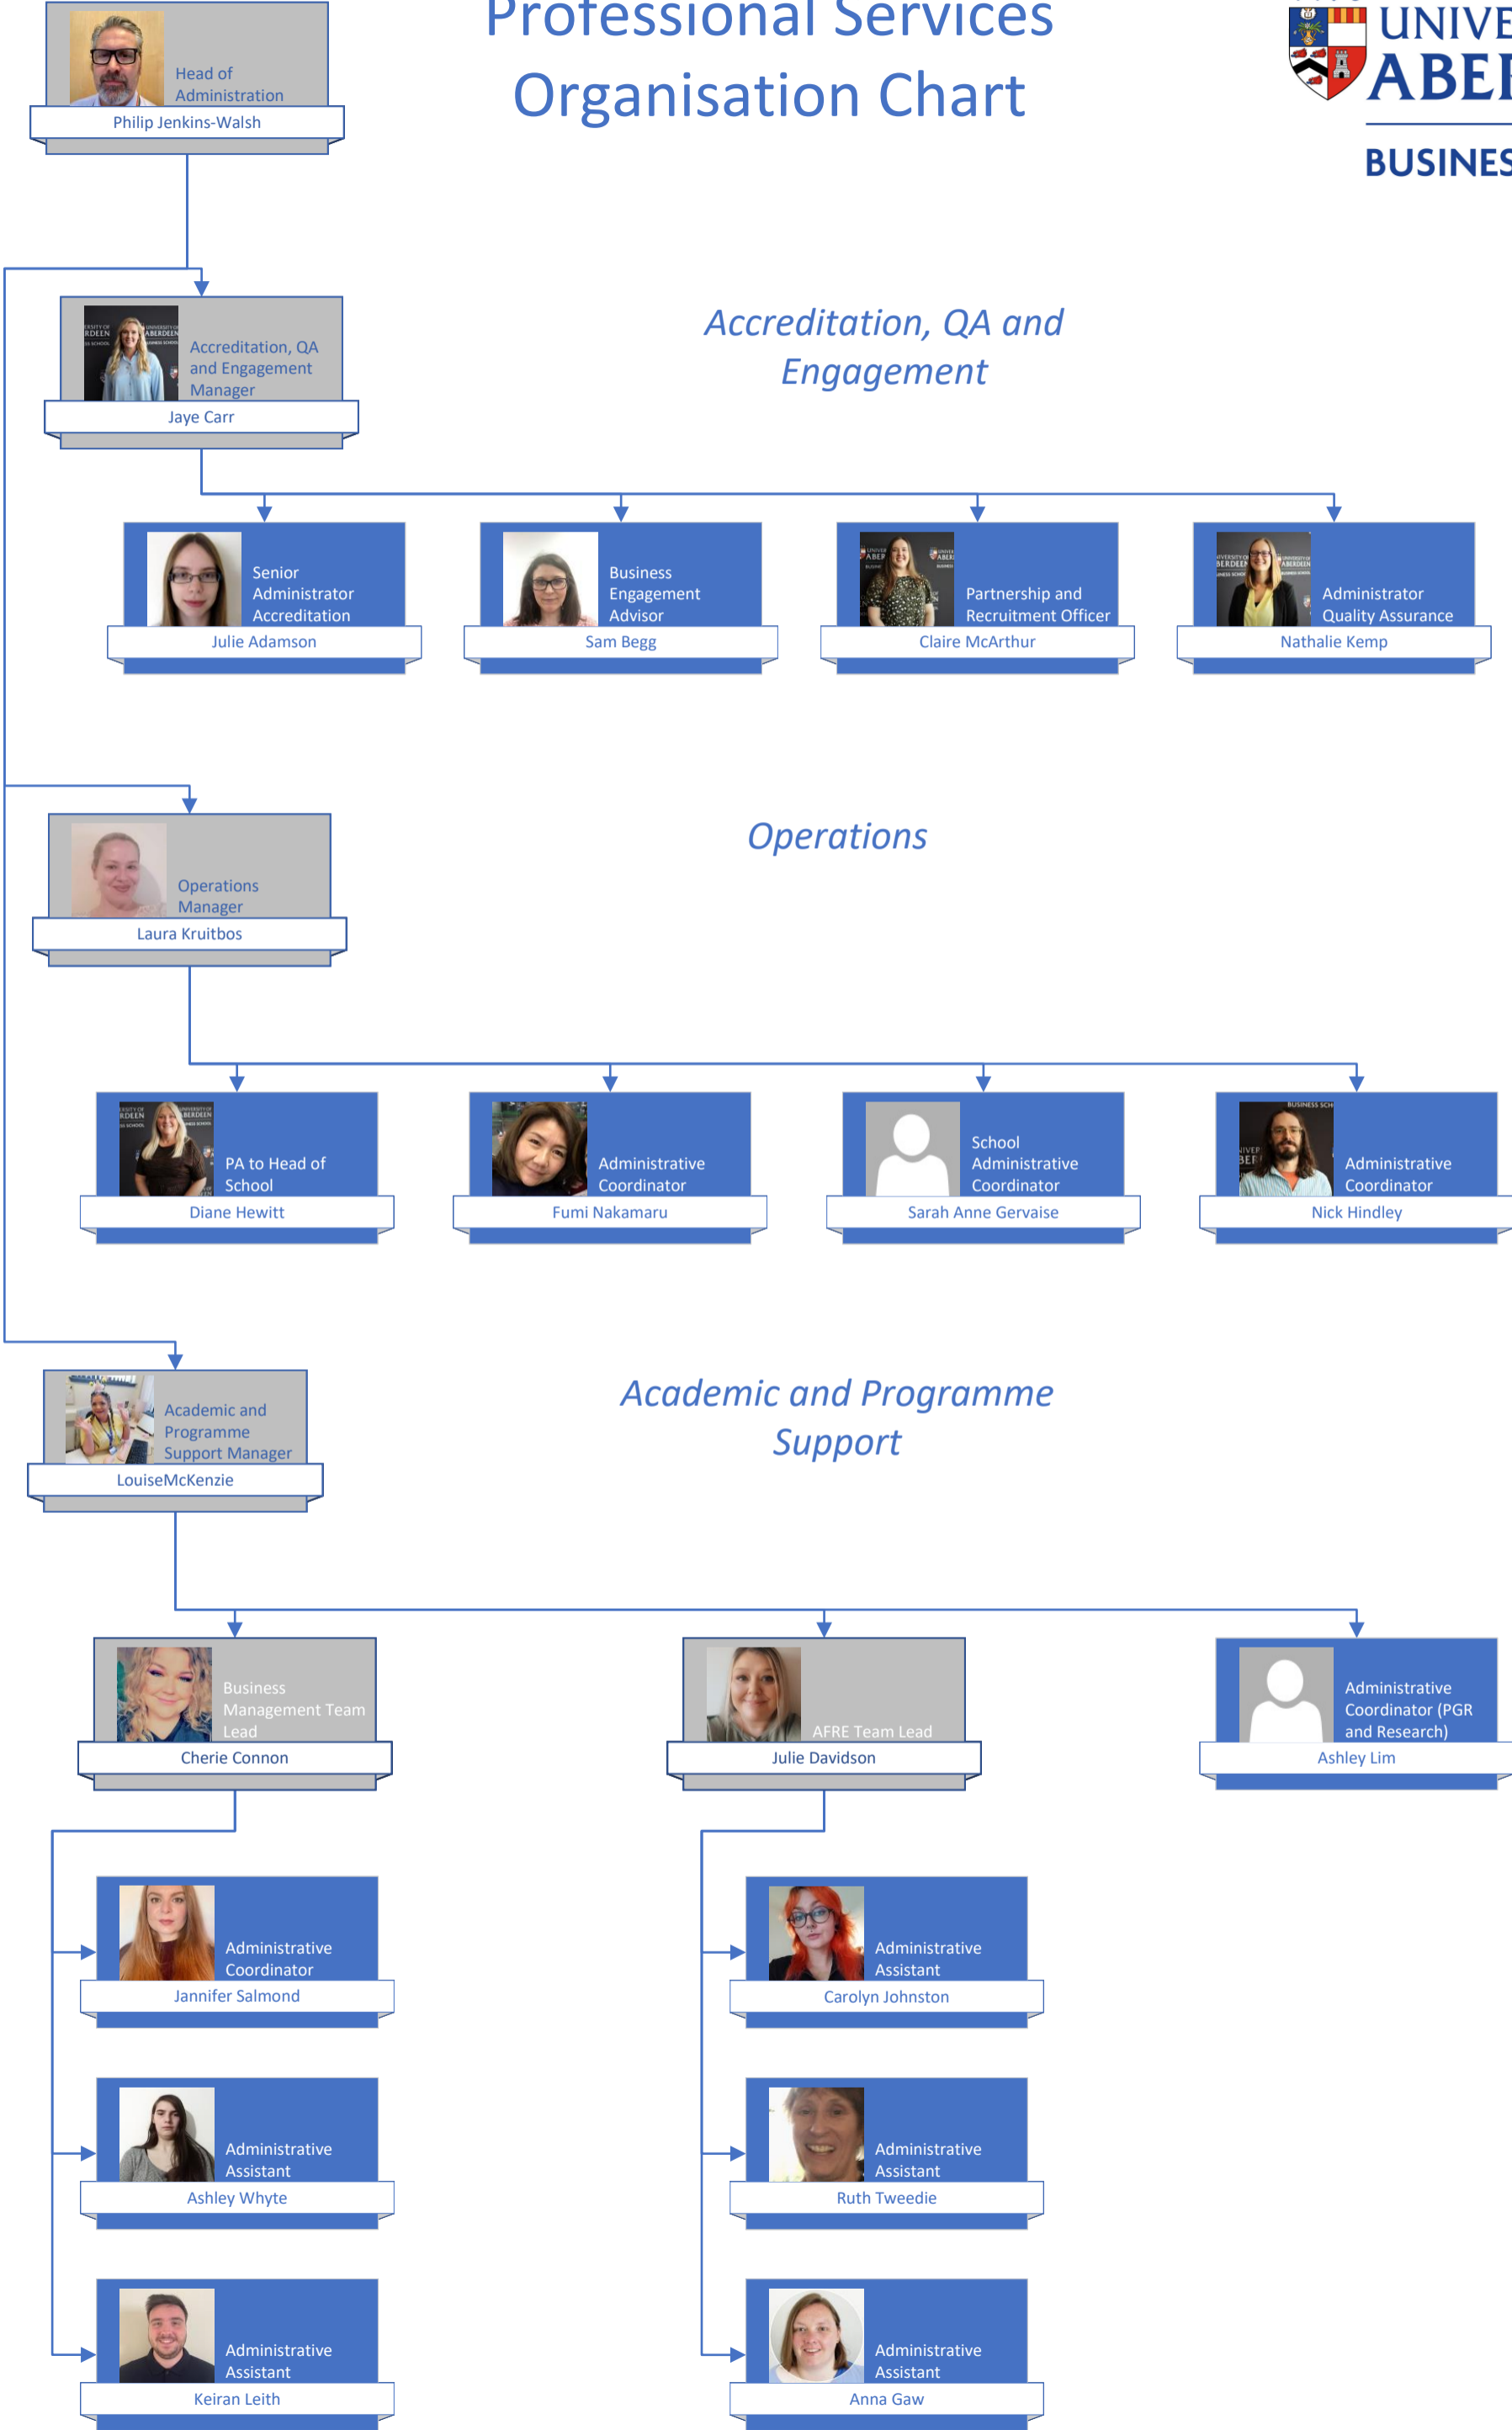 Professional Services
Organisation Chart
ABE
BUSINES
Head of
Administration
Philip Jenkins-Walsh
Accreditation, QA and
Engagement
Accreditation, QA
and Engagement
Manager
Jaye Carr
Senior
Administrator
Accreditation
Julie Adamson
Business
Engagement
Advisor
Sam Begg
Partnership and
Recruitment Officer
Claire McArthur
Administrator
Quality Assurance
Nathalie Kemp
Operations
Operations
Manager
Laura Kruitbos
PA to Head of
School
Diane Hewitt
Administrative
Coordinator
Fumi Nakamaru
School
Administrative
Coordinator
Sarah Anne Gervaise
Administrative
Coordinator
Nick Hindley
Academic and Programme
Support
Academic and
Programme
Support Manager
LouiseMcKenzie
Business
Management Team
Lead
Cherie Connon
AFRE Team Lead
Julie Davidson
Administrative
Coordinator (PGR
and Research)
Ashley Lim
Administrative
Coordinator
Jannifer Salmond
Administrative
Assistant
Carolyn Johnston
Administrative
Assistant
Ashley Whyte
Administrative
Assistant
Ruth Tweedie
Administrative
Assistant
Keiran Leith
Administrative
Assistant
Anna Gaw